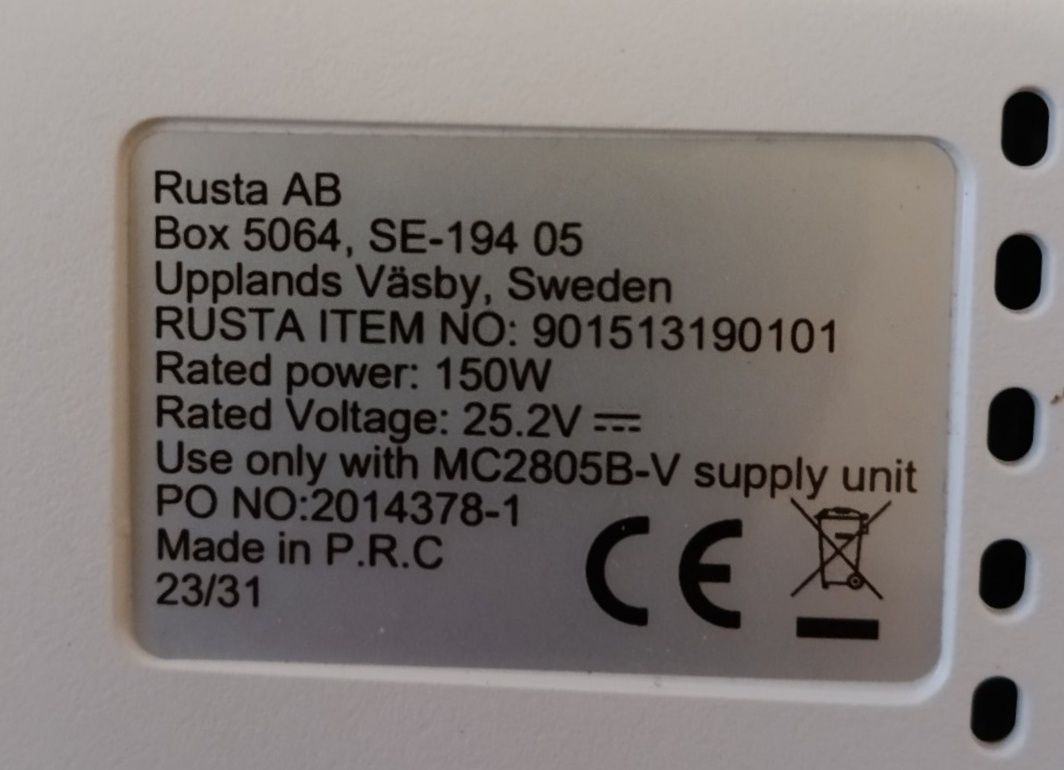 Rusta AB
Box 5064, SE-194 05
Upplands Väsby, Sweden
RUSTA ITEM NO: 901513190101
Rated power: 150W
Rated Voltage: 25.2V ⎓
Use only with MC2805B-V supply unit
PO NO:2014378-1
Made in P.R.C
23/31
CE